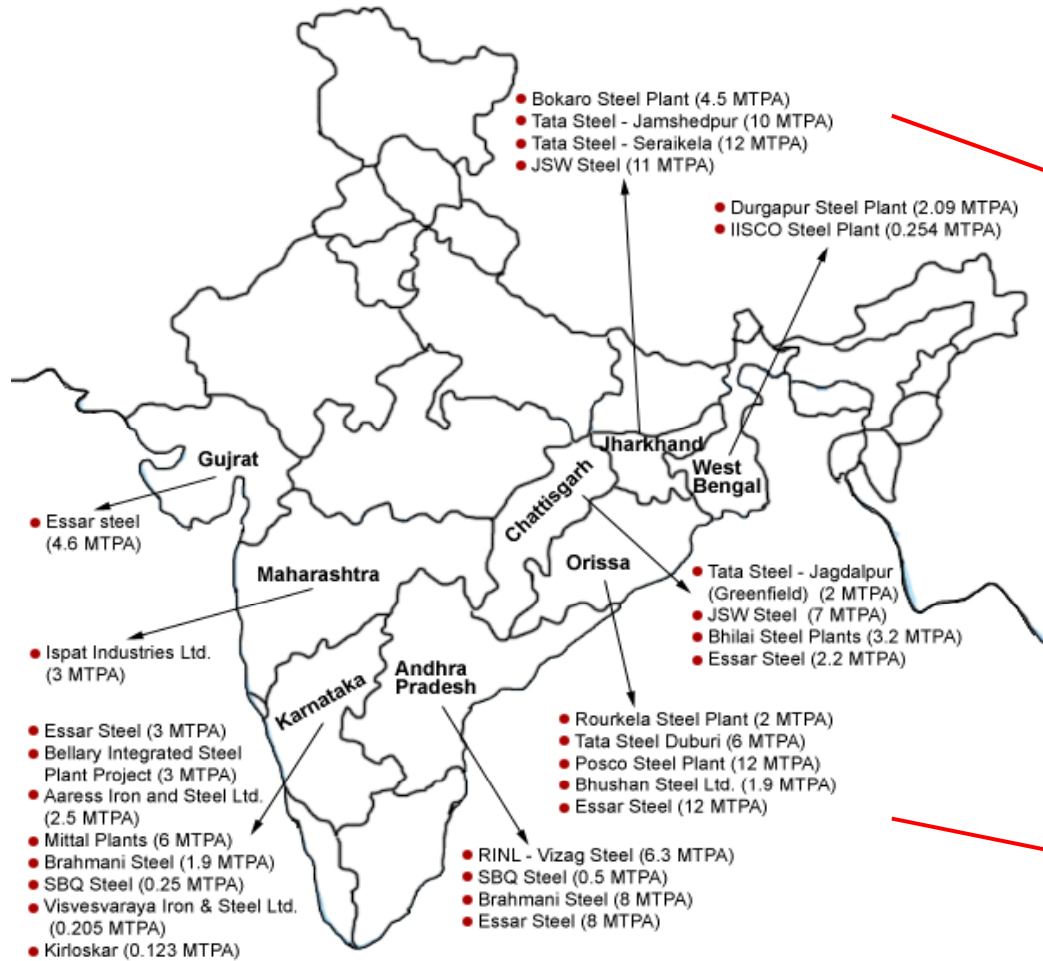 Bokaro Steel Plant (4.5 MTPA)
Tata Steel - Jamshedpur (10 MTPA)
Tata Steel - Seraikela (12 MTPA)
JSW Steel (11 MTPA)
Durgapur Steel Plant (2.09 MTPA)
IISCO Steel Plant (0.254 MTPA)
Jharkhand
West
Bengal
Gujrat
Chattisgarh
Essar steel
(4.6 MTPA)
Maharashtra
Orissa
Tata Steel - Jagdalpur
(Greenfield) (2 MTPA)
JSW Steel (7 MTPA)
Bhilai Steel Plants (3.2 MTPA)
Essar Steel (2.2 MTPA)
Ispat Industries Ltd.
(3 MTPA)
Andhra
Pradesh
Karnataka
Rourkela Steel Plant (2 MTPA)
Tata Steel Duburi (6 MTPA)
Posco Steel Plant (12 MTPA)
Bhushan Steel Ltd. (1.9 MTPA)
Essar Steel (12 MTPA)
Essar Steel (3 MTPA)
Bellary Integrated Steel
Plant Project (3 MTPA)
Aaress Iron and Steel Ltd.
(2.5 MTPA)
Mittal Plants (6 MTPA)
Brahmani Steel (1.9 MTPA)
SBQ Steel (0.25 MTPA)
Visvesvaraya Iron & Steel Ltd.
(0.205 MTPA)
Kirloskar (0.123 MTPA)
RINL - Vizag Steel (6.3 MTPA)
SBQ Steel (0.5 MTPA)
Brahmani Steel (8 MTPA)
Essar Steel (8 MTPA)